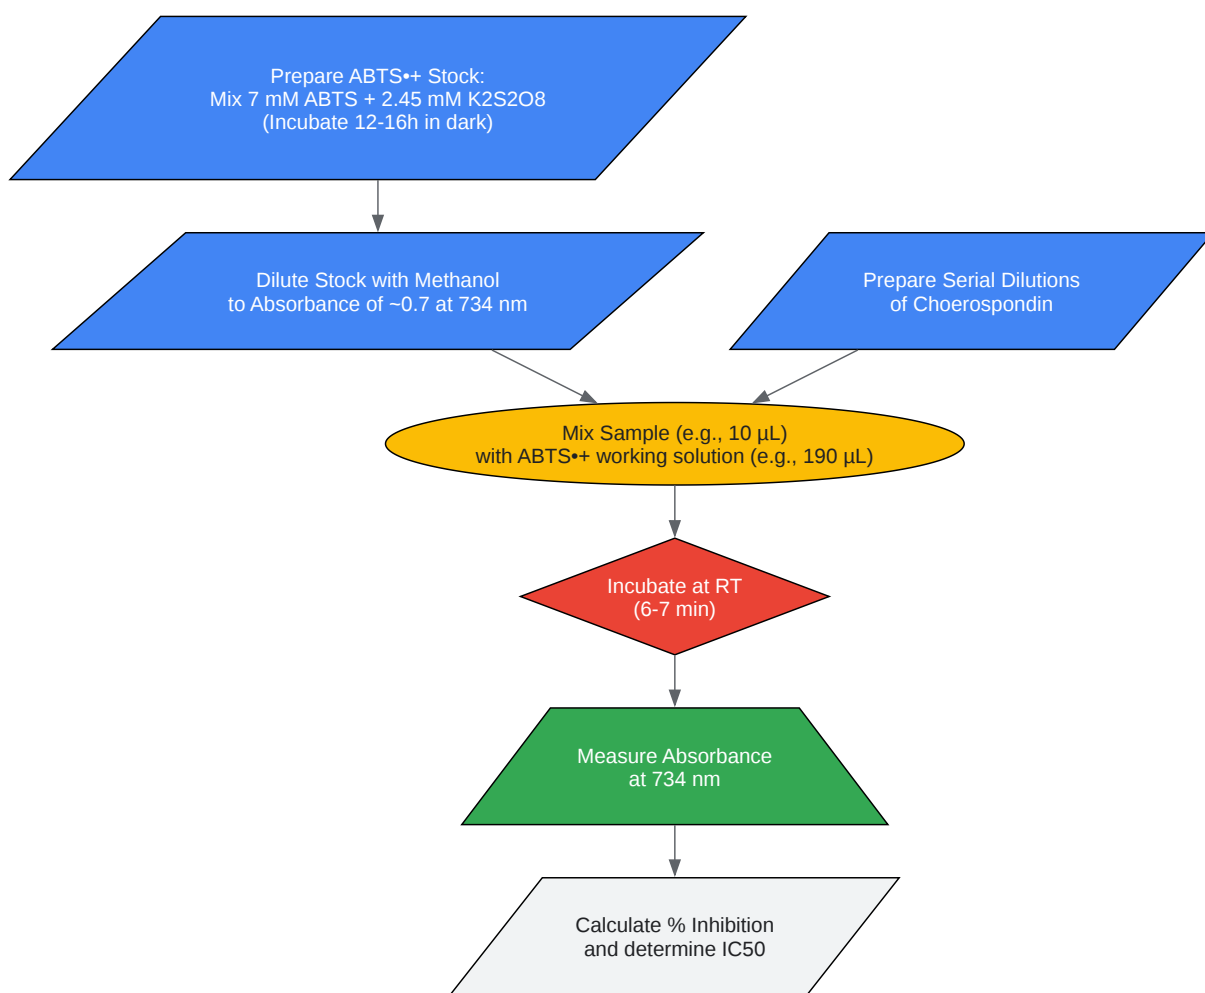 Prepare ABTS•+ Stock:
Mix 7 mM ABTS + 2.45 mM K2S2O8
(Incubate 12-16h in dark)
Dilute Stock with Methanol
to Absorbance of ~0.7 at 734 nm
Prepare Serial Dilutions
of Choerospondin
Mix Sample (e.g., 10 µL)
with ABTS•+ working solution (e.g., 190 µL)
Incubate at RT
(6-7 min)
Measure Absorbance
at 734 nm
Calculate % Inhibition
and determine IC50